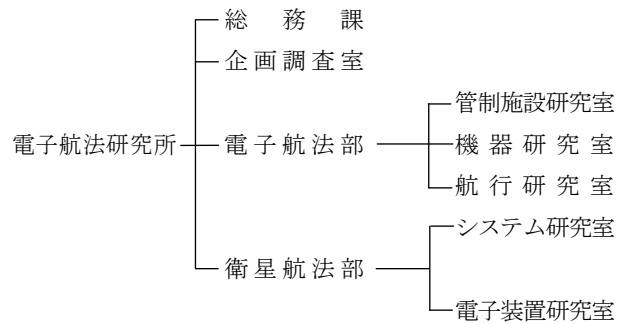 総務課
企画調査室
管制施設研究室
電子航法研究所
電子航法部
機器研究室
航行研究室
システム研究室
衛星航法部
電子装置研究室